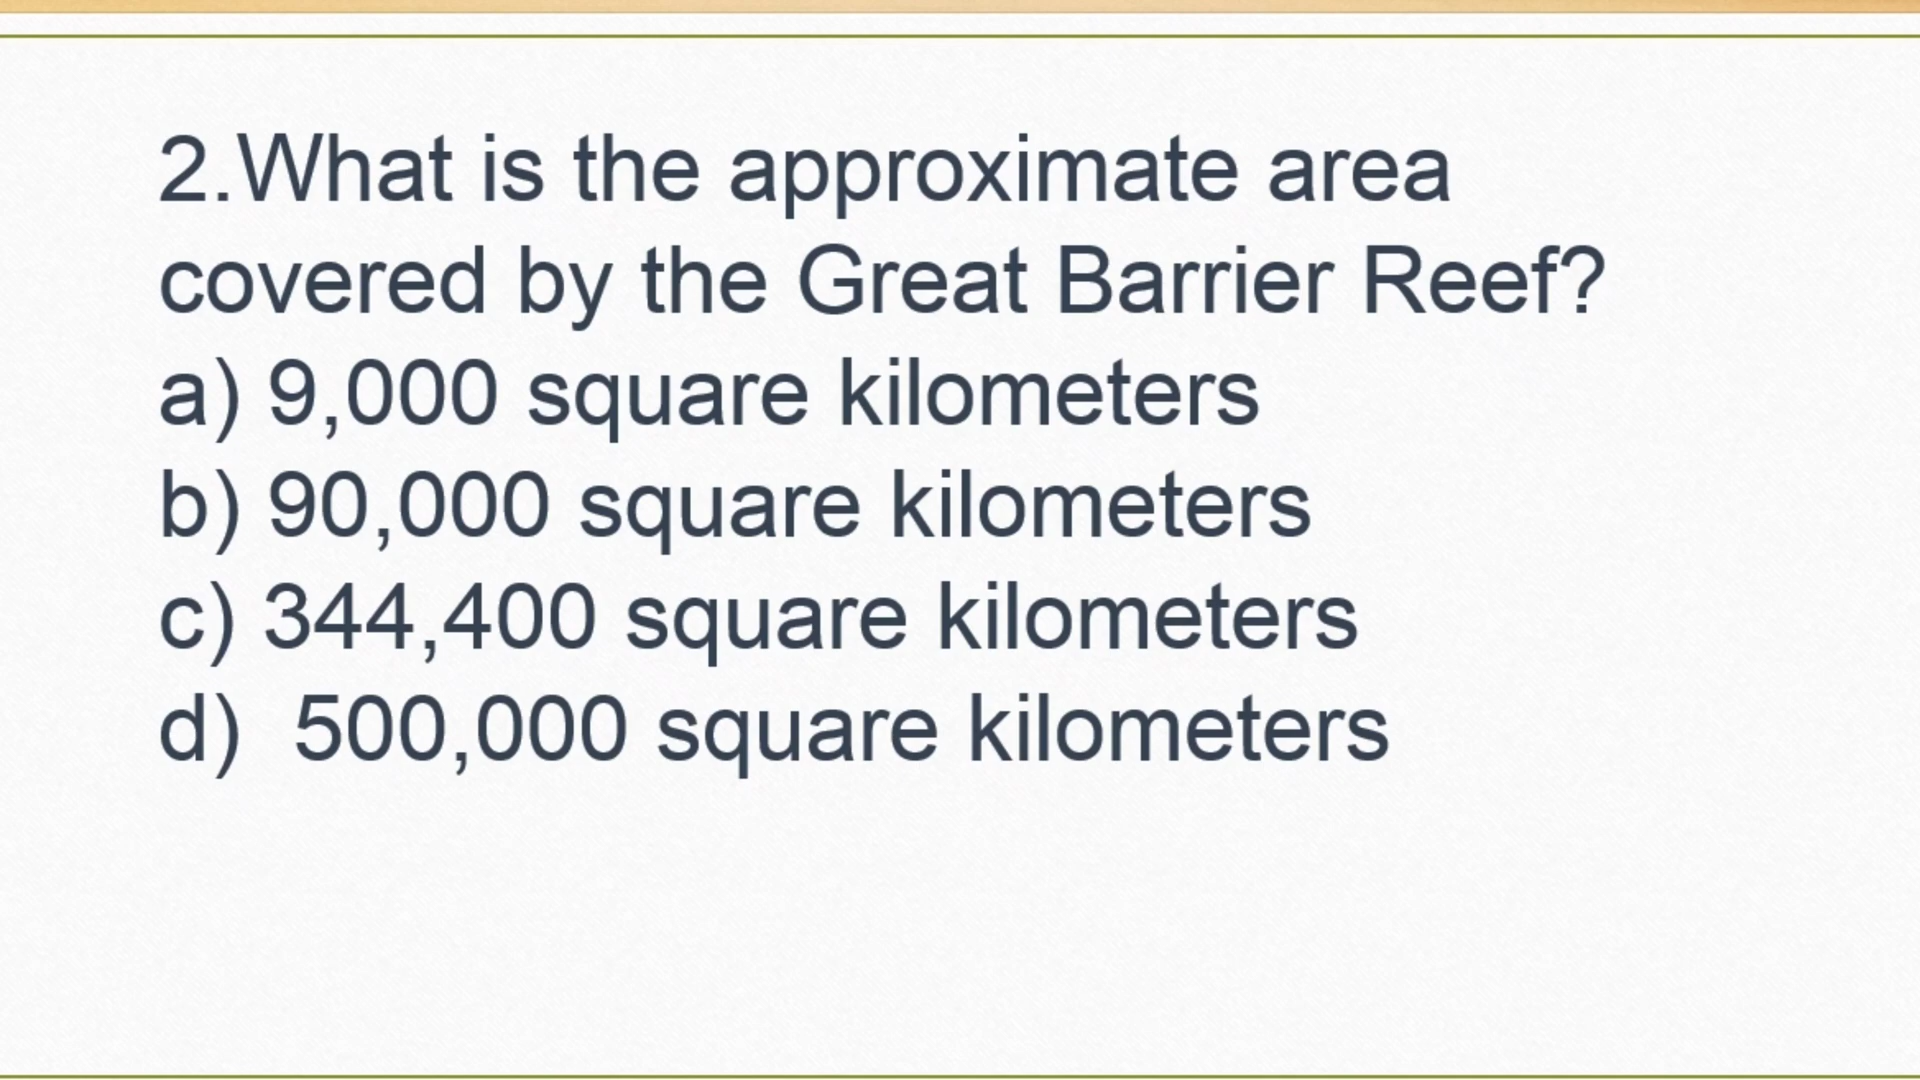 2.What is the approximate area
covered by the Great Barrier Reef?
a) 9,000 square kilometers
b) 90,000 square kilometers
c) 344,400 square kilometers
d)  500,000 square kilometers